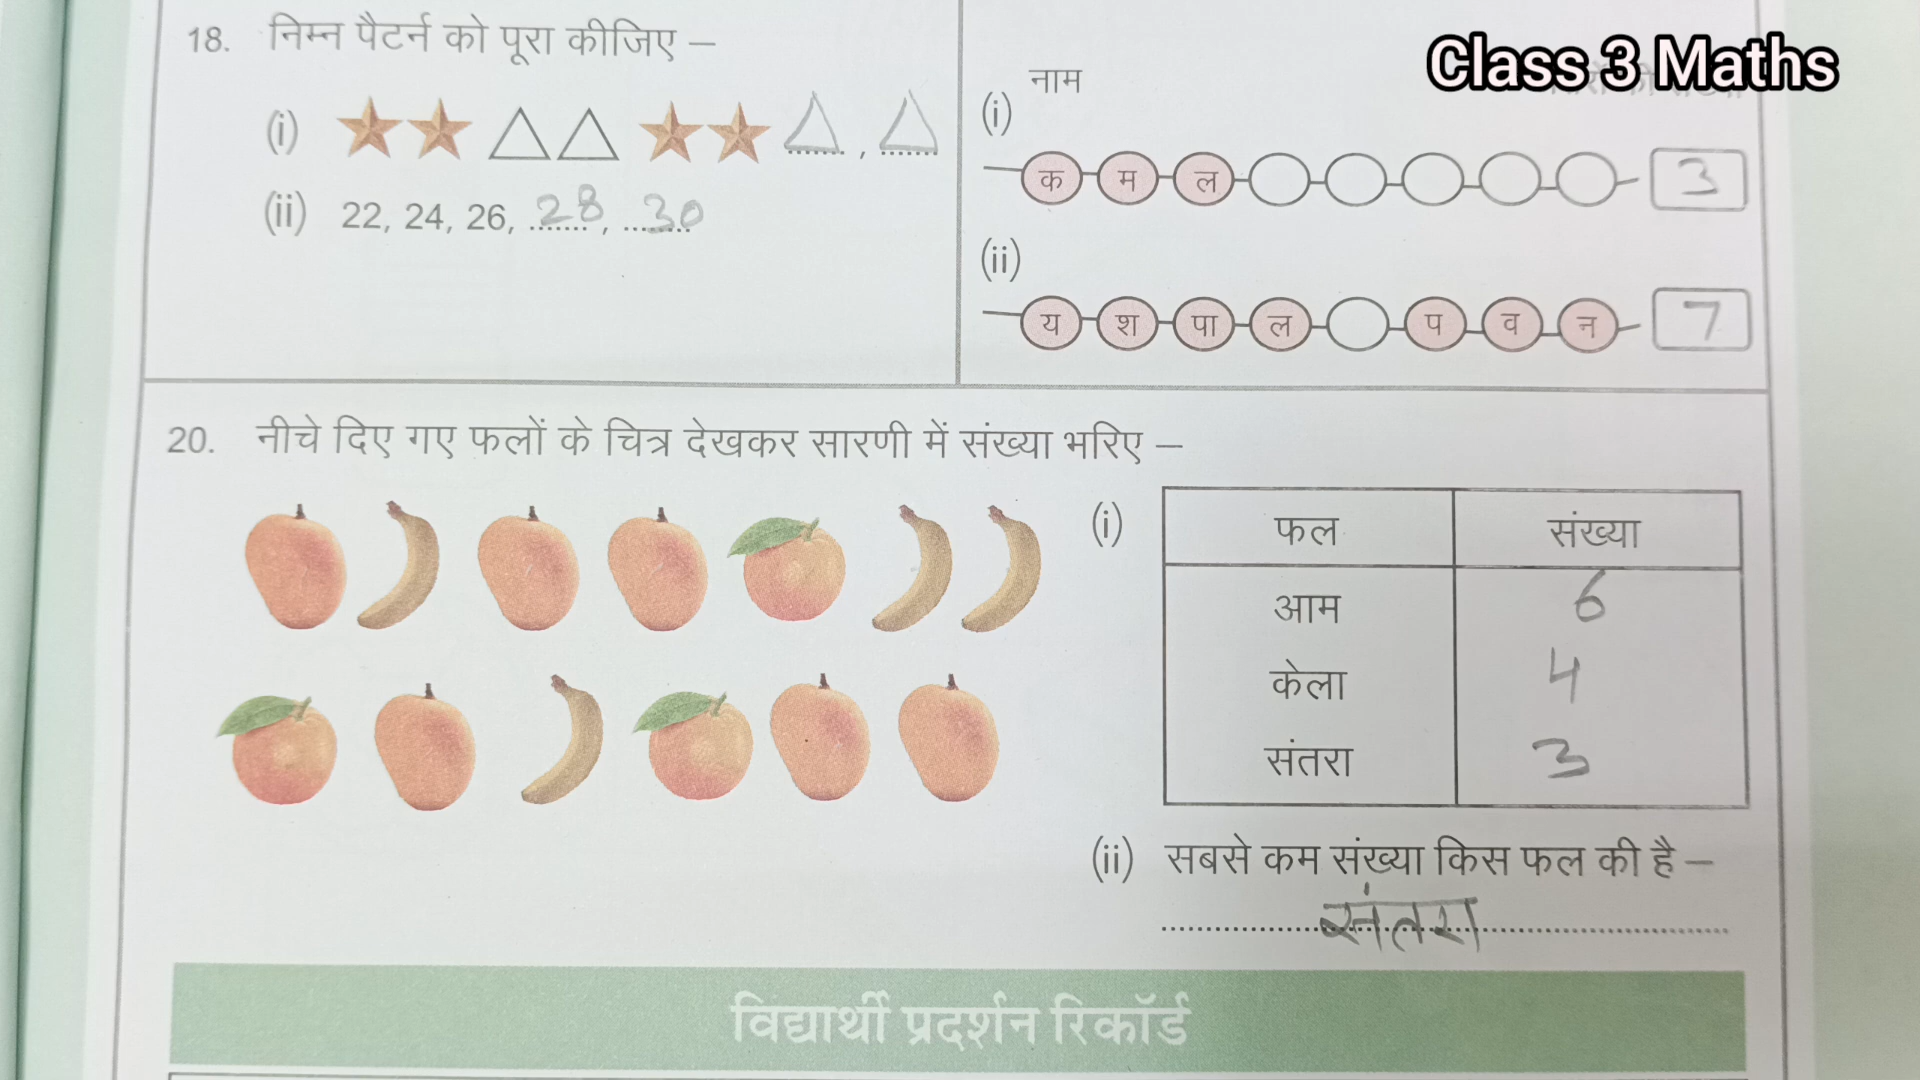 Class 3 Maths
18. निम्न पैटर्न को पूरा कीजिए –
(i) ,
(ii) 22, 24, 26, 28, 30
नाम
(i)
क म ल 3
(ii)
य श पा ल प व न 7
20. नीचे दिए गए फलों के चित्र देखकर सारणी में संख्या भरिए –
(i)
फल संख्या
आम 6
केला 4
संतरा 3
(ii) सबसे कम संख्या किस फल की है –
संतरा
विद्यार्थी प्रदर्शन रिकॉर्ड